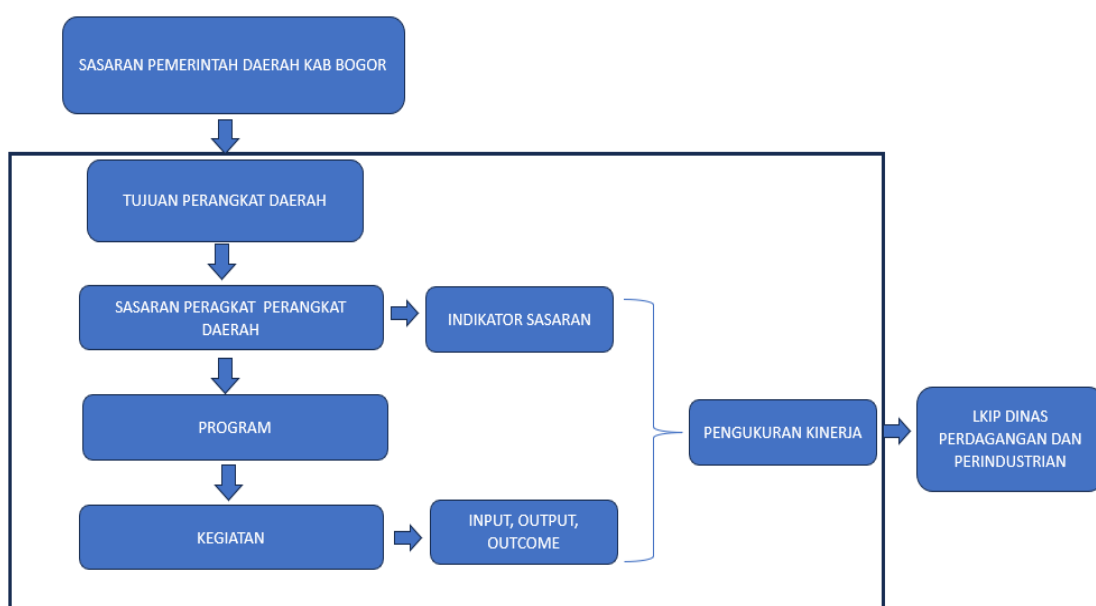 SASARAN PEMERINTAH DAERAH KAB BOGOR
TUJUAN PERANGKAT DAERAH
SASARAN PERAGKAT PERANGKAT
DAERAH
INDIKATOR SASARAN
PROGRAM
PENGUKURAN KINERJA
LKIP DINAS
PERDAGANGAN DAN
PERINDUSTRIAN
KEGIATAN
INPUT, OUTPUT,
OUTCOME